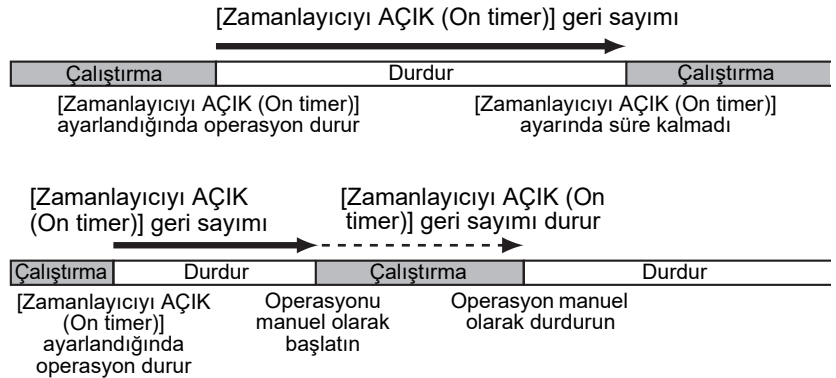 [Zamanlayıcıyı AÇIK (On timer)] geri sayımı
Çalıştırma
Durdur
Çalıştırma
[Zamanlayıcıyı AÇIK (On timer)]
ayarlandığında operasyon durur
[Zamanlayıcıyı AÇIK (On timer)]
ayarında süre kalmadı
[Zamanlayıcıyı AÇIK
(On timer)] geri sayımı
[Zamanlayıcıyı AÇIK (On
timer)] geri sayımı durur
Çalıştırma
Durdur
Çalıştırma
Durdur
[Zamanlayıcıyı AÇIK
(On timer)]
ayarlandığında
operasyon durur
Operasyonu
manuel olarak
başlatın
Operasyon manuel
olarak durdurun